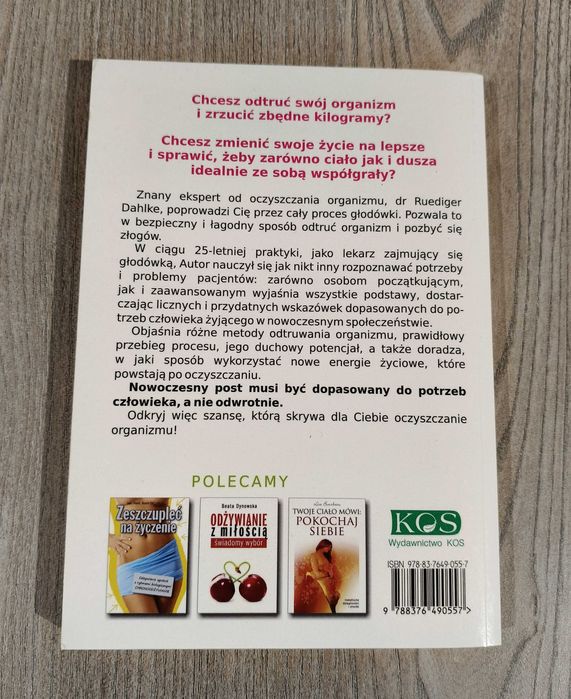 Chcesz odtruć swój organizm
i zrzucić zbędne kilogramy?
Chcesz zmienić swoje życie na lepsze
i sprawić, żeby zarówno ciało jak i dusza
idealnie ze sobą współgrały?
Znany ekspert od oczyszczania organizmu, dr Ruediger
Dahlke, poprowadzi Cię przez cały proces głodówki. Pozwala to
w bezpieczny i łagodny sposób odtruć organizm i pozbyć się
złogów.
W ciągu 25-letniej praktyki, jako lekarz zajmujący się
głodówką, Autor nauczył się jak nikt inny rozpoznawać potrzeby
i problemy pacjentów: zarówno osobom początkującym,
jak i zaawansowanym wyjaśnia wszystkie podstawy, dostar-
czając licznych i przydatnych wskazówek dopasowanych do po-
trzeb człowieka żyjącego w nowoczesnym społeczeństwie.
Objaśnia różne metody odtruwania organizmu, prawidłowy
przebieg procesu, jego duchowy potencjał, a także doradza,
w jaki sposób wykorzystać nowe energie życiowe, które
powstają po oczyszczaniu.
Nowoczesny post musi być dopasowany do potrzeb
człowieka, a nie odwrotnie.
Odkryj więc szansę, którą skrywa dla Ciebie oczyszczanie
organizmu!
POLECAMY
Zeszczupleć
na życzenie
Beata Dynowska
ODŻYWIANIE
z miłością
świadomy wybór
TWOJE CIAŁO MÓWI:
POKOCHAJ
SIEBIE
KOS
Wydawnictwo KOS
ISBN 978-83-7649-055-7
9 788376 490557 >